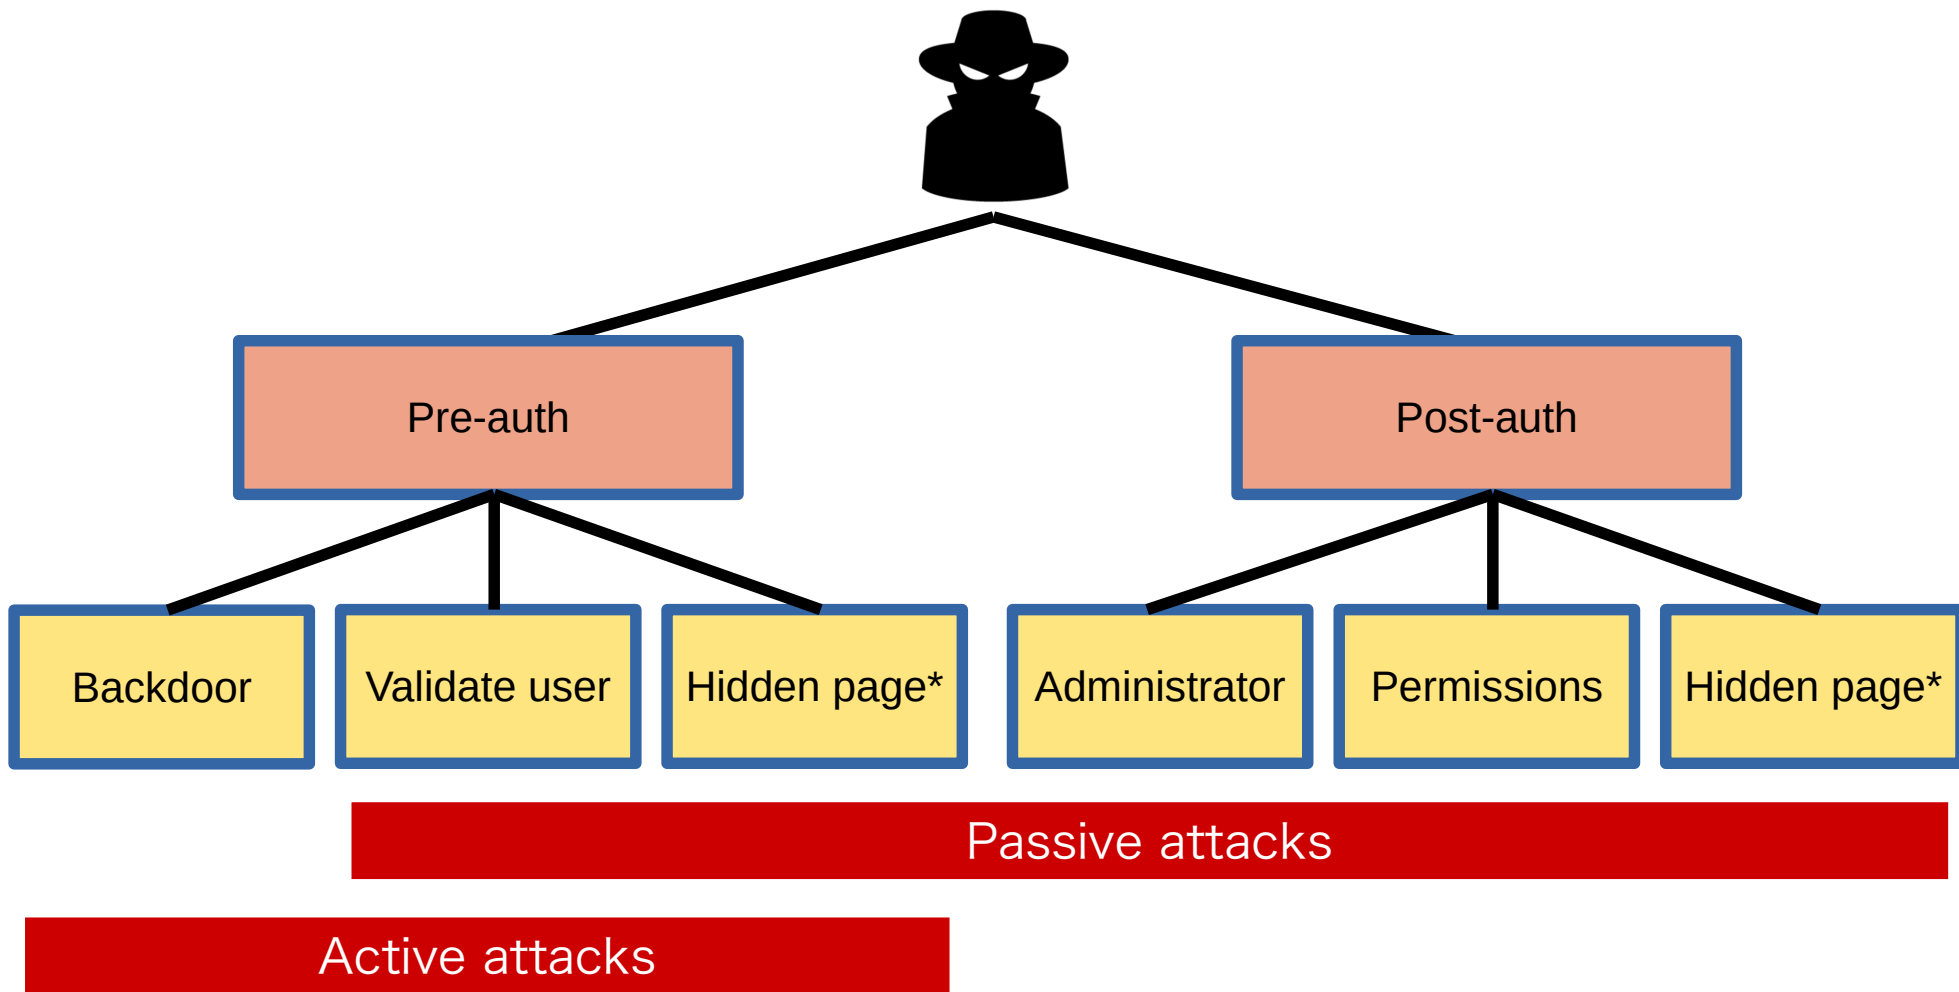 Pre-auth
Post-auth
Backdoor
Validate user
Hidden page*
Administrator
Permissions
Hidden page*
Passive attacks
Active attacks